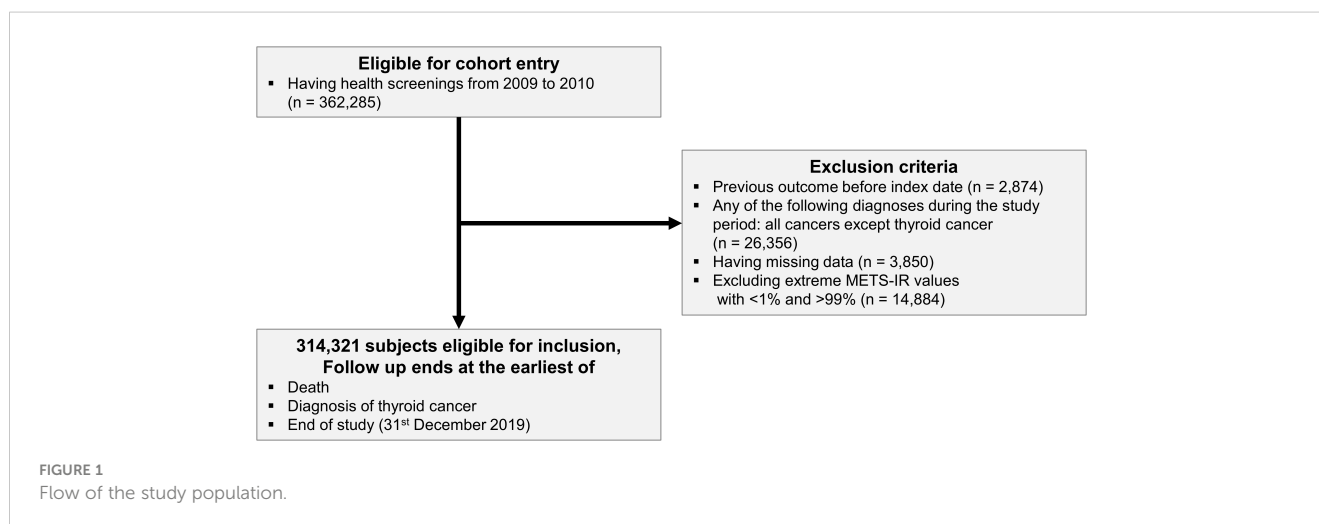 Eligible for cohort entry
▪ Having health screenings from 2009 to 2010
(n = 362,285)
Exclusion criteria
▪ Previous outcome before index date (n = 2,874)
▪ Any of the following diagnoses during the study
period: all cancers except thyroid cancer
(n = 26,356)
▪ Having missing data (n = 3,850)
▪ Excluding extreme METS-IR values
with <1% and >99% (n = 14,884)
314,321 subjects eligible for inclusion,
Follow up ends at the earliest of
▪ Death
▪ Diagnosis of thyroid cancer
▪ End of study (31st December 2019)
FIGURE 1
Flow of the study population.